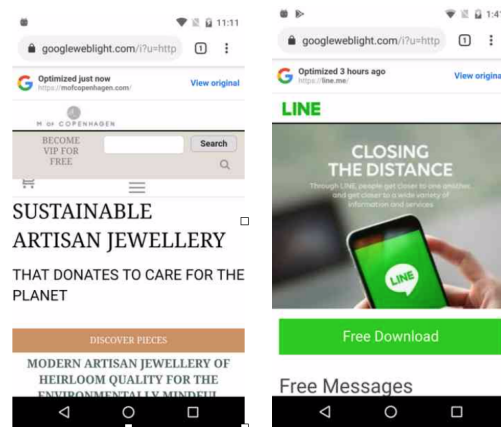 11:11
googleweblight.com/i?u=http
1
Optimized just now
https://mofcopenhagen.com/
View original
M OF COPENHAGEN
BECOME
VIP FOR
FREE
Search
SUSTAINABLE
ARTISAN JEWELLERY
THAT DONATES TO CARE FOR THE
PLANET
DISCOVER PIECES
MODERN ARTISAN JEWELLERY OF
HEIRLOOM QUALITY FOR THE
ENVIRONMENTALLY MINDFUL
googleweblight.com/i?u=http
1
Optimized 3 hours ago
https://line.me/
View origina
LINE
CLOSING
THE DISTANCE
Through LINE, people get closer to one another,
and get closer to a wide variety of
information and services
LINE
Free Download
Free Messages